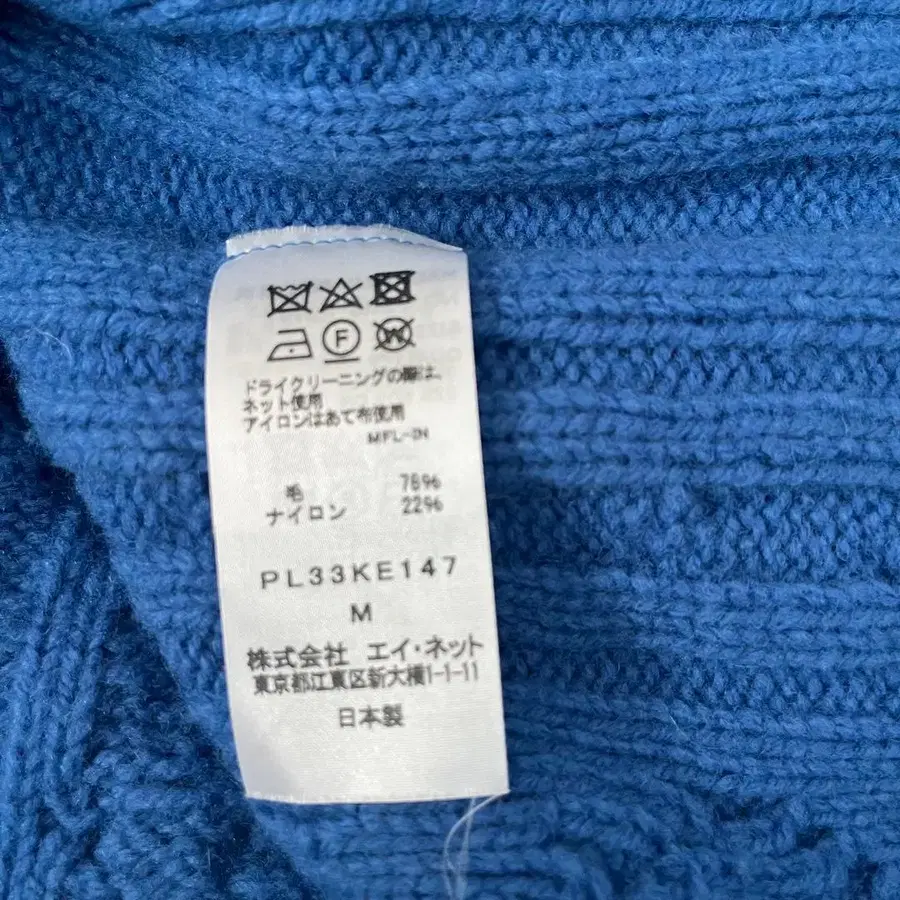 F W
ドライクリーニングの際は、
ネット使用
アイロンはあて布使用
MFL-IN
毛 78%
ナイロン 22%
PL33KE147
M
株式会社 エイ・ネット
東京都江東区新大橋1-1-11
日本製